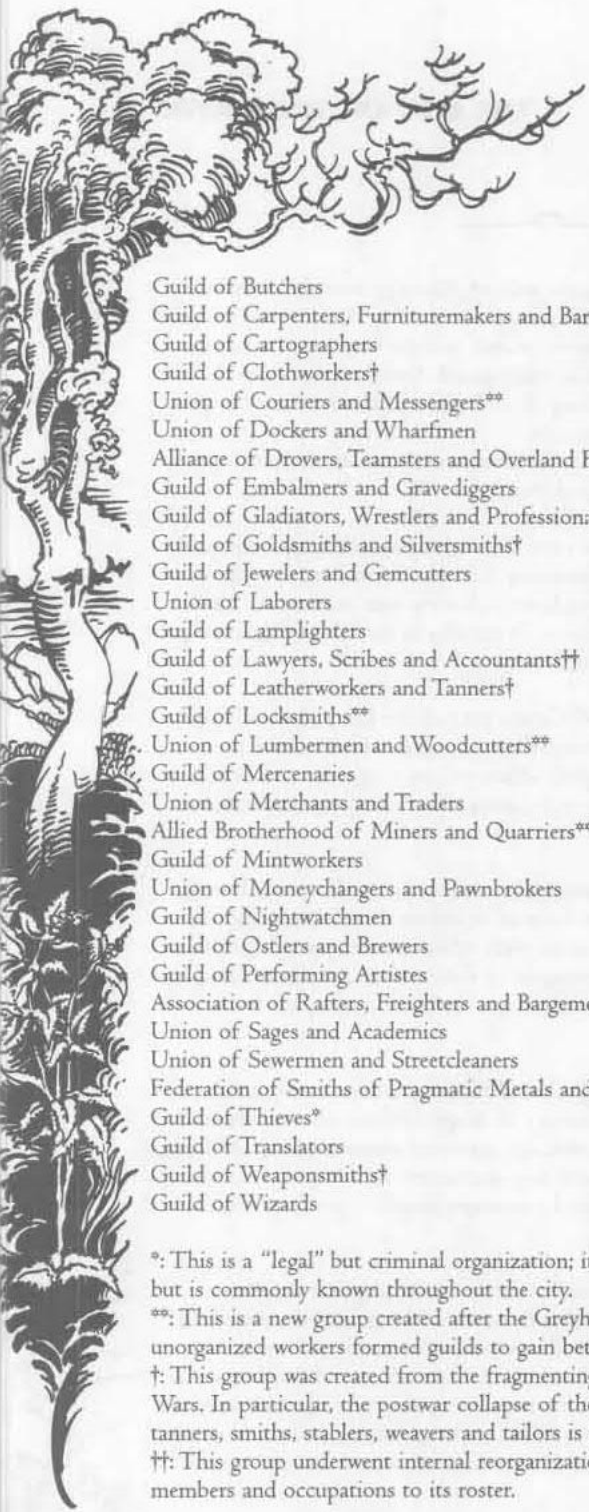 Guild of Butchers
Guild of Carpenters, Furnituremakers and
Guild of Cartographers
Guild of Clothworkers†
Union of Couriers and Messengers**
Union of Dockers and Wharfmen
Alliance of Drovers, Teamsters and Overland
Guild of Embalmers and Gravediggers
Guild of Gladiators, Wrestlers and
Guild of Goldsmiths and Silversmiths†
Guild of Jewelers and Gemcutters
Union of Laborers
Guild of Lamplighters
Guild of Lawyers, Scribes and Accountants††
Guild of Leatherworkers and Tanners†
Guild of Locksmiths**
Union of Lumbermen and Woodcutters**
Guild of Mercenaries
Union of Merchants and Traders
Allied Brotherhood of Miners and Quarriers**
Guild of Mintworkers
Union of Moneychangers and Pawnbrokers
Guild of Nightwatchmen
Guild of Ostlers and Brewers
Guild of Performing Artistes
Association of Rafters, Freighters and
Union of Sages and Academics
Union of Sewermen and Streetcleaners
Federation of Smiths of Pragmatic Metals and
Guild of Thieves*
Guild of Translators
Guild of Weaponsmiths†
Guild of Wizards
*: This is a "legal" but criminal organization;
but is commonly known throughout the city.
**: This is a new group created after the
unorganized workers formed guilds to gain
†: This group was created from the fragmenting
Wars. In particular, the postwar collapse of
tanners, smiths, stablers, weavers and tailors is
††: This group underwent internal
members and occupations to its roster.